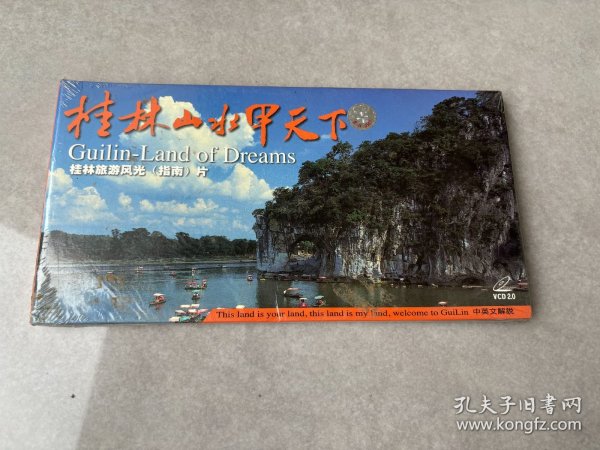 桂林山水甲天下
Guilin-Land of Dreams
桂林旅游风光（指南）片
VCD 2.0
This land is your land, this land is my land, welcome to GuiLin 中英文解説
孔夫子旧书网
www.kongfz.com